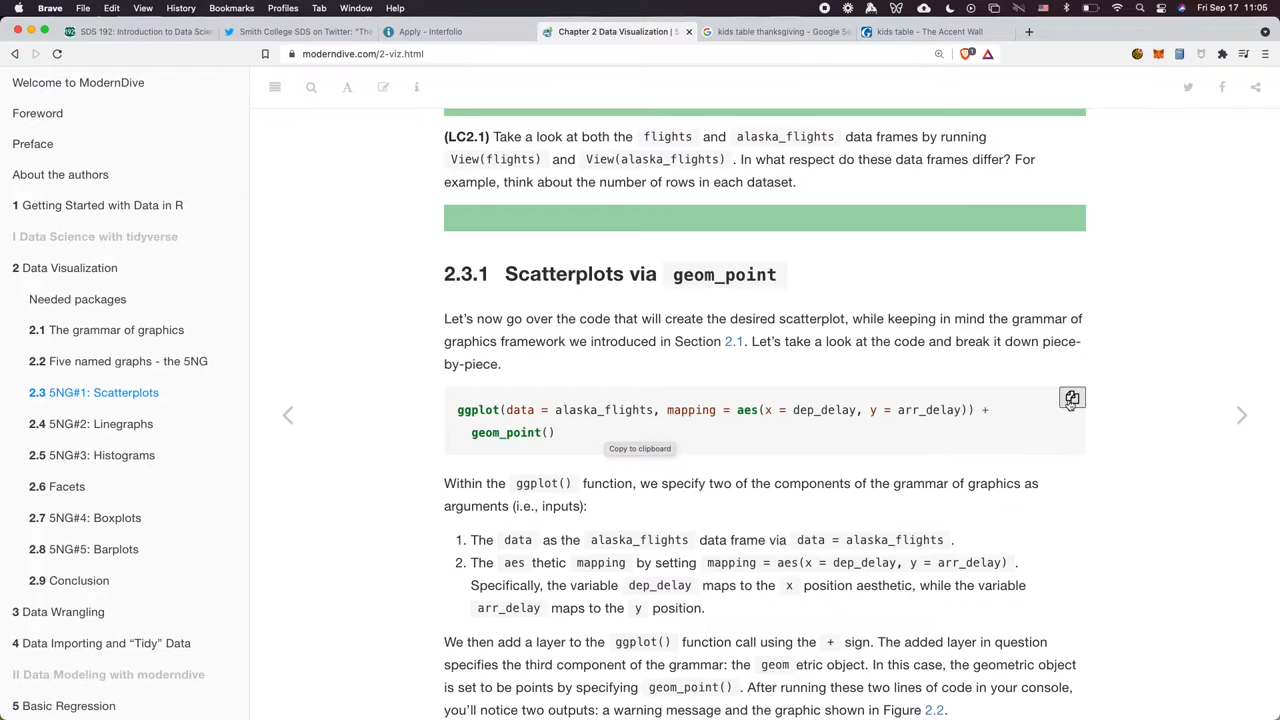 Brave File Edit View History Bookmarks Profiles Tab Window Help
Fri Sep 17 11:05
SDS 192: Introduction to Data Scien
Smith College SDS on Twitter: "The
Apply - Interfolio
Chapter 2 Data Visualization | S
kids table thanksgiving - Google Se
kids table - The Accent Wall
moderndive.com/2-viz.html
Welcome to ModernDive
Foreword
Preface
About the authors
1 Getting Started with Data in R
I Data Science with tidyverse
2 Data Visualization
Needed packages
2.1 The grammar of graphics
2.2 Five named graphs - the 5NG
2.3 5NG#1: Scatterplots
2.4 5NG#2: Linegraphs
2.5 5NG#3: Histograms
2.6 Facets
2.7 5NG#4: Boxplots
2.8 5NG#5: Barplots
2.9 Conclusion
3 Data Wrangling
4 Data Importing and “Tidy” Data
II Data Modeling with moderndive
5 Basic Regression
(LC2.1) Take a look at both the flights and alaska_flights data frames by running
View(flights) and View(alaska_flights) . In what respect do these data frames differ? For
example, think about the number of rows in each dataset.
2.3.1 Scatterplots via geom_point
Let’s now go over the code that will create the desired scatterplot, while keeping in mind the grammar of
graphics framework we introduced in Section 2.1. Let’s take a look at the code and break it down piece-
by-piece.
ggplot(data = alaska_flights, mapping = aes(x = dep_delay, y = arr_delay)) +
geom_point()
Copy to clipboard
Within the ggplot() function, we specify two of the components of the grammar of graphics as
arguments (i.e., inputs):
1. The data as the alaska_flights data frame via data = alaska_flights .
2. The aes thetic mapping by setting mapping = aes(x = dep_delay, y = arr_delay) .
Specifically, the variable dep_delay maps to the x position aesthetic, while the variable
arr_delay maps to the y position.
We then add a layer to the ggplot() function call using the + sign. The added layer in question
specifies the third component of the grammar: the geom etric object. In this case, the geometric object
is set to be points by specifying geom_point() . After running these two lines of code in your console,
you’ll notice two outputs: a warning message and the graphic shown in Figure 2.2.